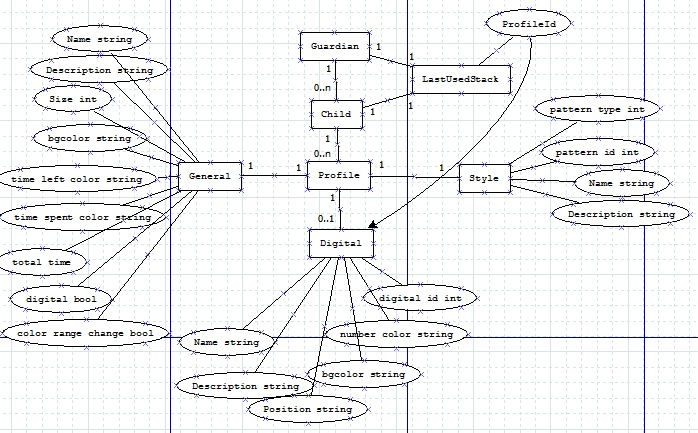 ProfileId
Name string
Guardian
1
1
Description string
LastUsedStack
1
0..n
Size int
Child
1
1
pattern type int
bgcolor string
1
0..n
pattern id int
time left color string
General
1
1
Profile
1
1
Style
Name string
1
time spent color string
0..1
Description string
Digital
total time
digital bool
digital id int
color range change bool
number color string
Name string
bgcolor string
Description string
Position string